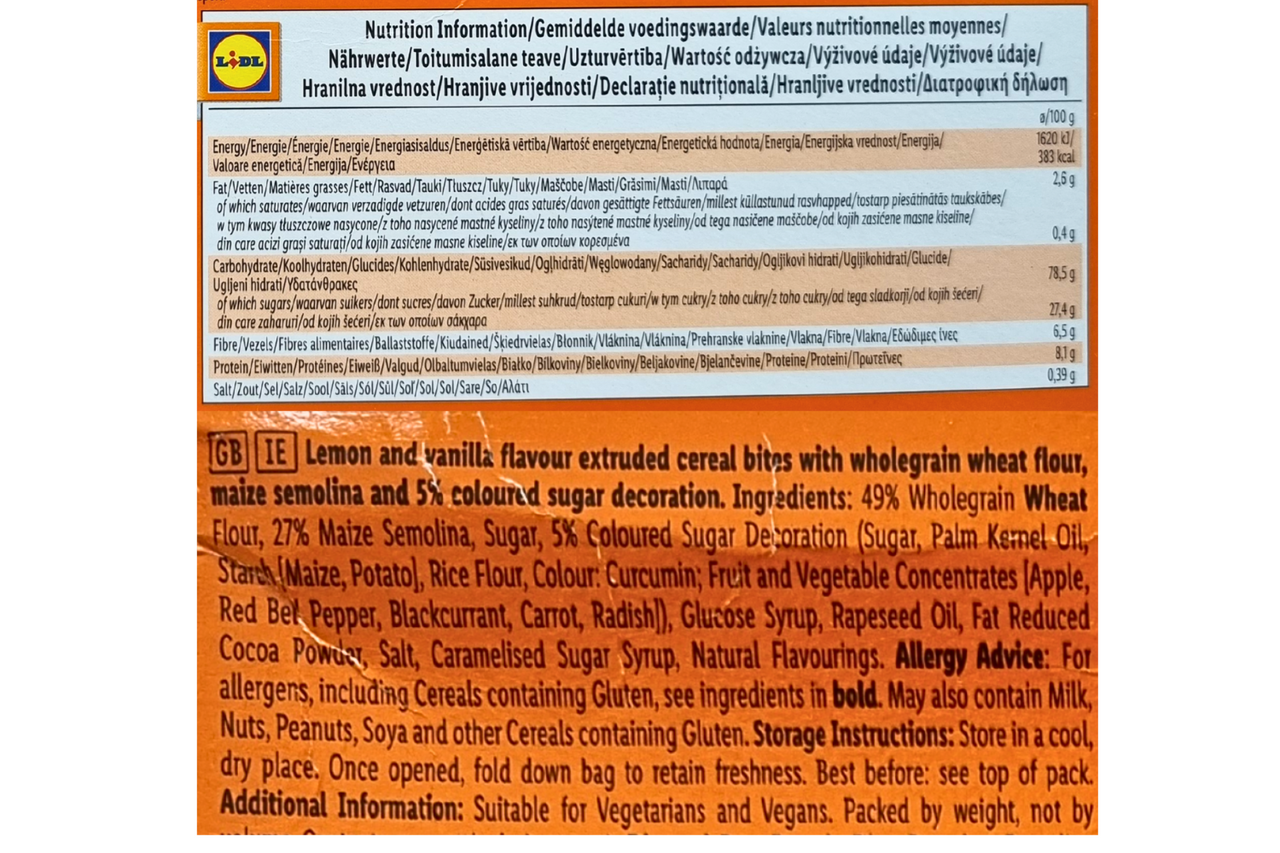 LIDL
Nutrition Information/Gemiddelde voedingswaarde/Valeurs nutritionnelles moyennes/
Nährwerte/Toitumisalane teave/Uzturvērtība/Wartość odżywcza/Výživové údaje/Výživové údaje/
Hranilna vrednost/Hranjive vrijednosti/Declarație nutrițională/Hranljive vrednosti/Διατροφική δήλωση
ø/100 g
Energy/Energie/Énergie/Energie/Energiasisaldus/Enerģētiskā vērtība/Wartość energetyczna/Energetická hodnota/Energia/Energijska vrednost/Energija/ 1620 kJ/
Valoare energetică/Energija/Ενέργεια 383 kcal
Fat/Vetten/Matières grasses/Fett/Rasvad/Tauki/Tłuszcz/Tuky/Tuky/Maščobe/Masti/Grăsimi/Masti/Λιπαρά 2,6 g
of which saturates/waarvan verzadigde vetzuren/dont acides gras saturés/davon gesättigte Fettsäuren/millest küllastunud rasvhapped/tostarp piesātinātās taukskābes/
w tym kwasy tłuszczowe nasycone/z toho nasycené mastné kyseliny/z toho nasýtené mastné kyseliny/od tega nasičene maščobe/od kojih zasićene masne kiseline/
din care acizi grași saturați/od kojih zasićene masne kiseline/εκ των οποίων κορεσμένα 0,4 g
Carbohydrate/Koolhydraten/Glucides/Kohlenhydrate/Süsivesikud/Ogļhidrāti/Węglowodany/Sacharidy/Sacharidy/Ogljikovi hidrati/Ugljikohidrati/Glucide/
Ugljeni hidrati/Υδατάνθρακες 78,5 g
of which sugars/waarvan suikers/dont sucres/davon Zucker/millest suhkrud/tostarp cukuri/w tym cukry/z toho cukry/z toho cukry/od tega sladkorji/od kojih šećeri/
din care zaharuri/od kojih šećeri/εκ των οποίων σάκχαρα 27,4 g
Fibre/Vezels/Fibres alimentaires/Ballaststoffe/Kiudained/Šķiedrvielas/Błonnik/Vláknina/Vláknina/Prehranske vlaknine/Vlakna/Fibre/Vlakna/Εδώδιμες ίνες 6,5 g
Protein/Eiwitten/Protéines/Eiweiß/Valgud/Olbaltumvielas/Białko/Bílkoviny/Bielkoviny/Beljakovine/Bjelančevine/Proteine/Proteini/Πρωτεΐνες 8,1 g
Salt/Zout/Sel/Salz/Sool/Sāls/Sól/Sůl/Soľ/Sol/Sol/Sare/So/Αλάτι 0,39 g
GB IE Lemon and vanilla flavour extruded cereal bites with wholegrain wheat flour,
maize semolina and 5% coloured sugar decoration. Ingredients: 49% Wholegrain Wheat
Flour, 27% Maize Semolina, Sugar, 5% Coloured Sugar Decoration (Sugar, Palm Kernel Oil,
Starch [Maize, Potato], Rice Flour, Colour: Curcumin; Fruit and Vegetable Concentrates [Apple,
Red Bell Pepper, Blackcurrant, Carrot, Radish]), Glucose Syrup, Rapeseed Oil, Fat Reduced
Cocoa Powder, Salt, Caramelised Sugar Syrup, Natural Flavourings. Allergy Advice: For
allergens, including Cereals containing Gluten, see ingredients in bold. May also contain Milk,
Nuts, Peanuts, Soya and other Cereals containing Gluten. Storage Instructions: Store in a cool,
dry place. Once opened, fold down bag to retain freshness. Best before: see top of pack.
Additional Information: Suitable for Vegetarians and Vegans. Packed by weight, not by